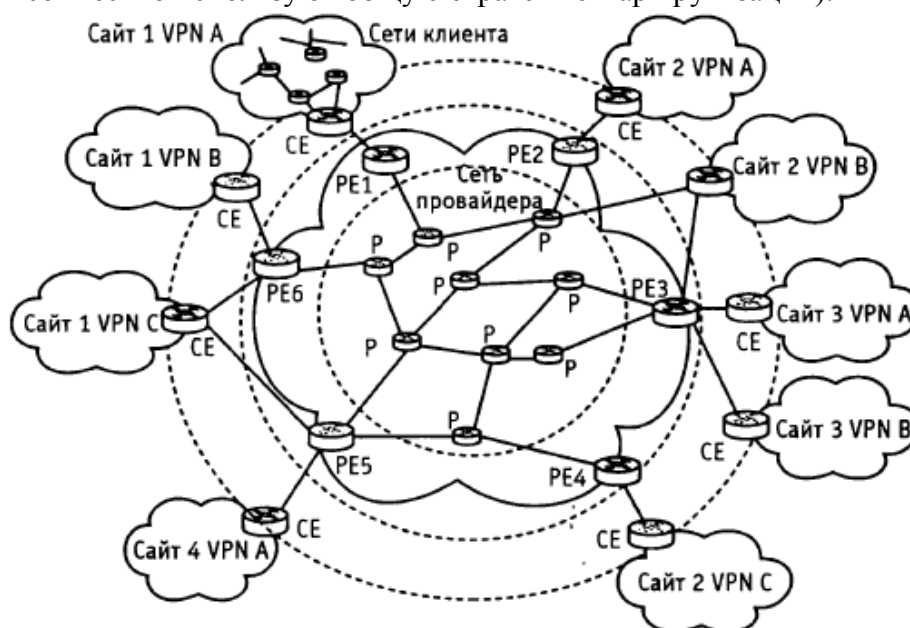 Сайт 1 VPN A
Сети клиента
Сайт 2 VPN A
CE
CE
Сайт 1 VPN B
PE1
PE2
Сайт 2 VPN B
Сеть
провайдера
CE
P
P
P
PE6
P
P
PE3
Сайт 1 VPN C
CE
Сайт 3 VPN A
CE
P
P
P
P
Сайт 3 VPN B
CE
PE5
PE4
Сайт 4 VPN A
CE
CE
Сайт 2 VPN C